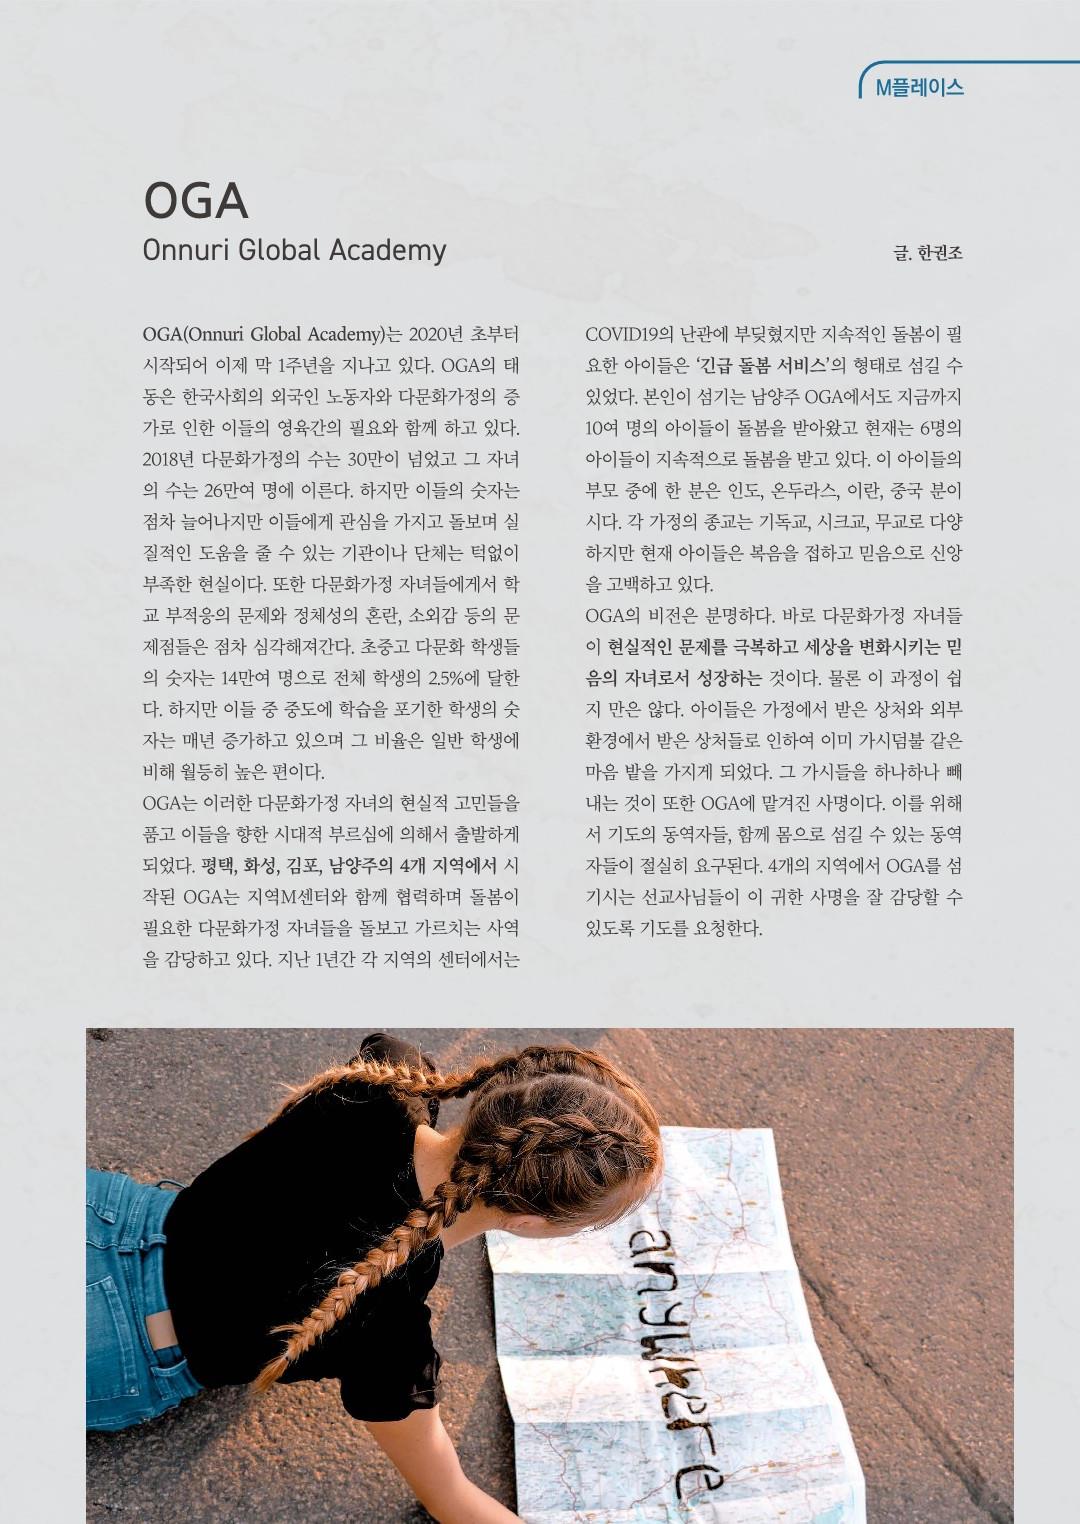 M플레이스
OGA
Onnuri Global Academy
글. 한권조
OGA(Onnuri Global Academy)는 2020년 초부터
시작되어 이제 막 1주년을 지나고 있다. OGA의 태
동은 한국사회의 외국인 노동자와 다문화가정의 증
가로 인한 이들의 영육간의 필요와 함께 하고 있다.
2018년 다문화가정의 수는 30만이 넘었고 그 자녀
의 수는 26만여 명에 이른다. 하지만 이들의 숫자는
점차 늘어나지만 이들에게 관심을 가지고 돌보며 실
질적인 도움을 줄 수 있는 기관이나 단체는 턱없이
부족한 현실이다. 또한 다문화가정 자녀들에게서 학
교 부적응의 문제와 정체성의 혼란, 소외감 등의 문
제점들은 점차 심각해져간다. 초중고 다문화 학생들
의 숫자는 14만여 명으로 전체 학생의 2.5%에 달한
다. 하지만 이들 중 중도에 학습을 포기한 학생의 숫
자는 매년 증가하고 있으며 그 비율은 일반 학생에
비해 월등히 높은 편이다.
OGA는 이러한 다문화가정 자녀의 현실적 고민들을
품고 이들을 향한 시대적 부르심에 의해서 출발하게
되었다. 평택, 화성, 김포, 남양주의 4개 지역에서 시
작된 OGA는 지역M센터와 함께 협력하며 돌봄이
필요한 다문화가정 자녀들을 돌보고 가르치는 사역
을 감당하고 있다. 지난 1년간 각 지역의 센터에서는
COVID19의 난관에 부딪혔지만 지속적인 돌봄이 필
요한 아이들은 ‘긴급 돌봄 서비스’의 형태로 섬길 수
있었다. 본인이 섬기는 남양주 OGA에서도 지금까지
10여 명의 아이들이 돌봄을 받아왔고 현재는 6명의
아이들이 지속적으로 돌봄을 받고 있다. 이 아이들의
부모 중에 한 분은 인도, 온두라스, 이란, 중국 분이
시다. 각 가정의 종교는 기독교, 시크교, 무교로 다양
하지만 현재 아이들은 복음을 접하고 믿음으로 신앙
을 고백하고 있다.
OGA의 비전은 분명하다. 바로 다문화가정 자녀들
이 현실적인 문제를 극복하고 세상을 변화시키는 믿
음의 자녀로서 성장하는 것이다. 물론 이 과정이 쉽
지 만은 않다. 아이들은 가정에서 받은 상처와 외부
환경에서 받은 상처들로 인하여 이미 가시덤불 같은
마음 밭을 가지게 되었다. 그 가시들을 하나하나 빼
내는 것이 또한 OGA에 맡겨진 사명이다. 이를 위해
서 기도의 동역자들, 함께 몸으로 섬길 수 있는 동역
자들이 절실히 요구된다. 4개의 지역에서 OGA를 섬
기시는 선교사님들이 이 귀한 사명을 잘 감당할 수
있도록 기도를 요청한다.
anywhere